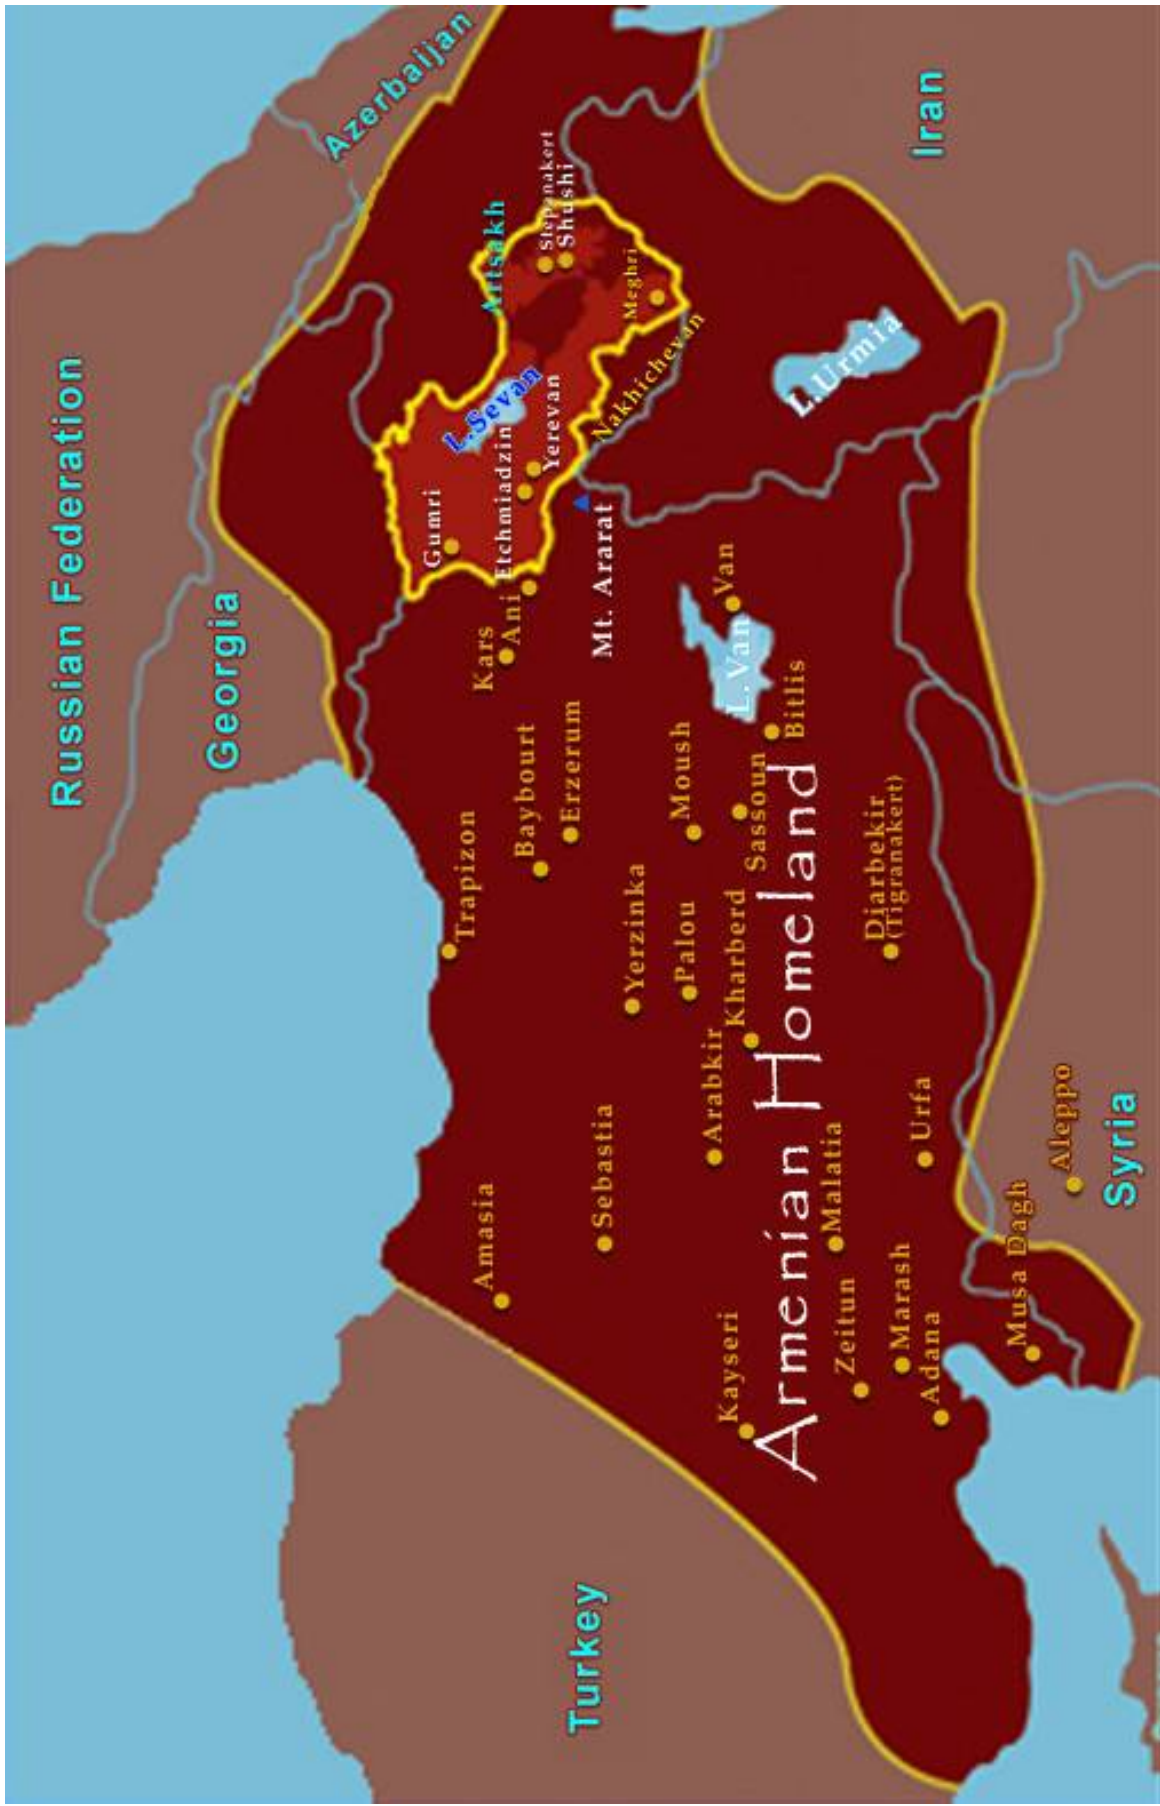 Russian Federation
Georgia
Azerbaijan
Artsakh
Stepanakert
Shushi
Meghri
Nakhichevan
L.Sevan
Gumri
Etchmiadzin
Yerevan
Mt. Ararat
Kars
Ani
Iran
L.Urmia
Trapizon
Baybourt
Erzerum
Moush
L.Van
Van
Bitlis
Sassoun
Yerzinka
Palou
Kharberd
Arabkir
Diarbekir
(Tigranakert)
Armenian Homeland
Amasia
Sebastia
Malatia
Urfa
Kayseri
Zeitun
Marash
Adana
Musa Dagh
Aleppo
Syria
Turkey